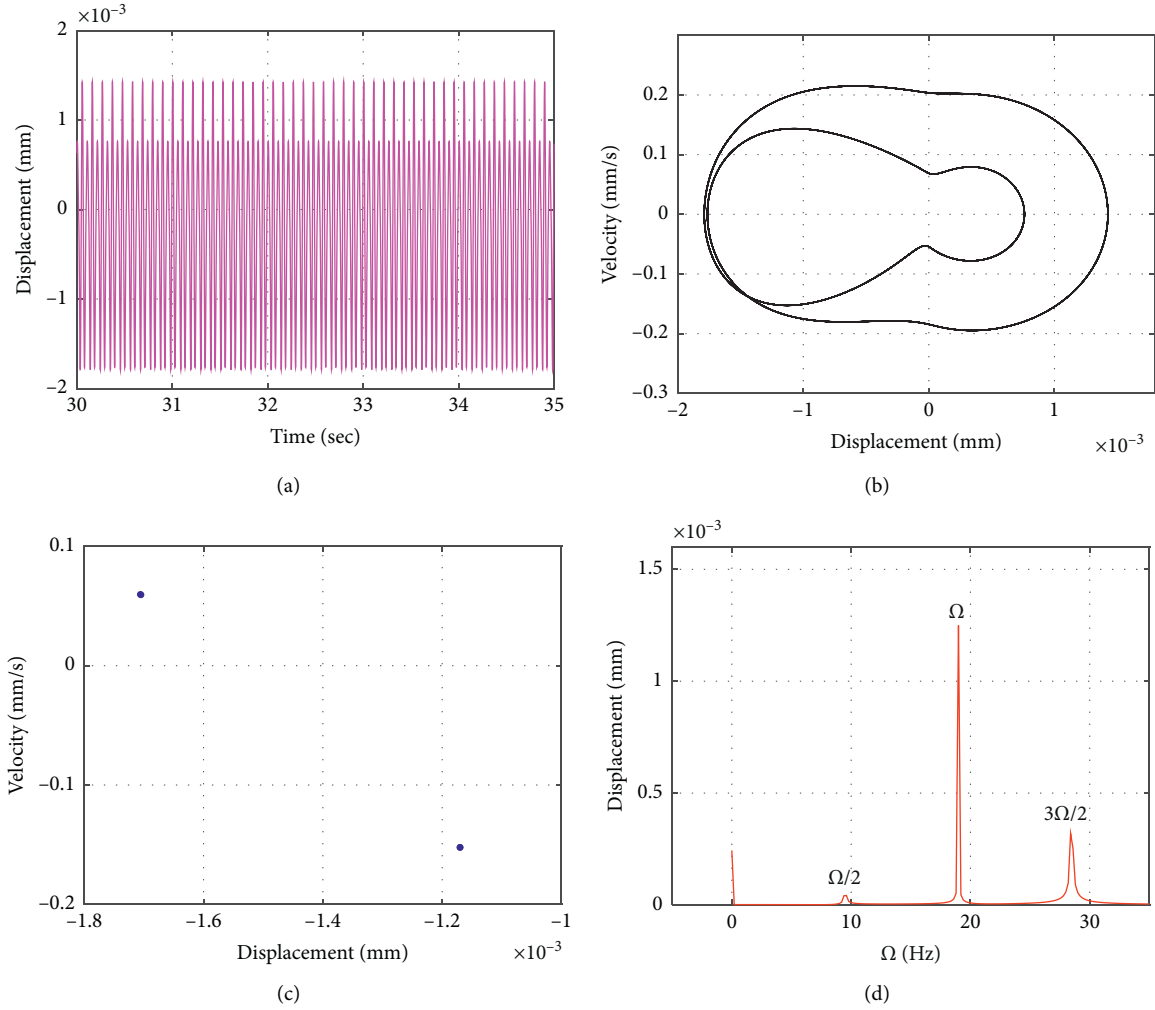 ×10⁻³
2
1
0
−1
−2
Displacement (mm)
30 31 32 33 34 35
Time (sec)
(a)
0.2
0.1
0
−0.1
−0.2
−0.3
Velocity (mm/s)
−2 −1 0 1
Displacement (mm) ×10⁻³
(b)
0.1
0
−0.1
−0.2
Velocity (mm/s)
−1.8 −1.6 −1.4 −1.2 −1
Displacement (mm) ×10⁻³
(c)
×10⁻³
1.5
1
0.5
0
Displacement (mm)
Ω
3Ω/2
Ω/2
0 10 20 30
Ω (Hz)
(d)